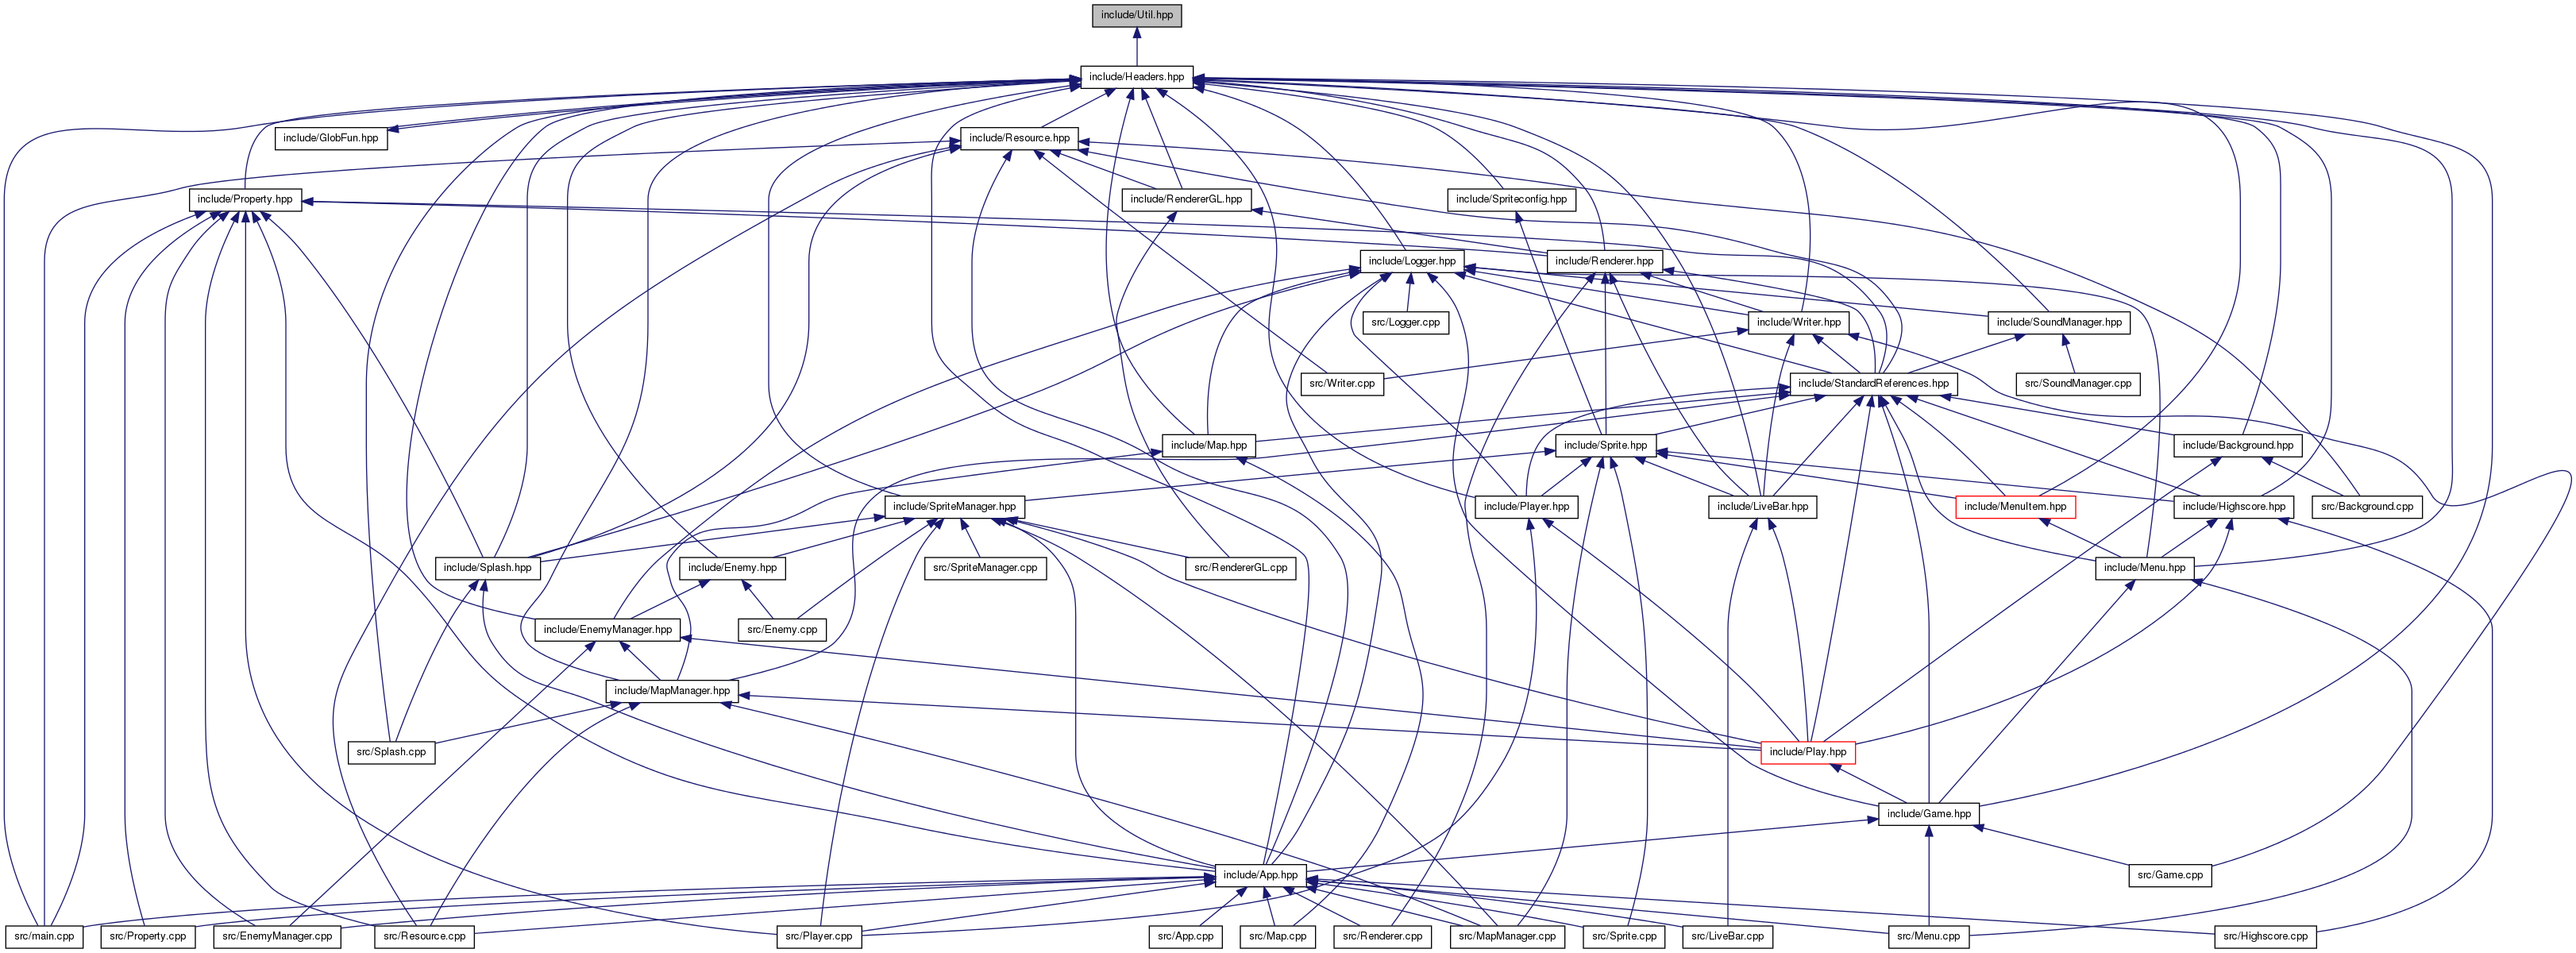 include/Util.hpp
include/Headers.hpp
include/GlobFun.hpp
include/Resource.hpp
include/Property.hpp
include/RendererGL.hpp
include/Spriteconfig.hpp
include/Logger.hpp
include/Renderer.hpp
src/Logger.cpp
include/Writer.hpp
include/SoundManager.hpp
src/Writer.cpp
include/StandardReferences.hpp
src/SoundManager.cpp
include/Map.hpp
include/Sprite.hpp
include/Background.hpp
include/SpriteManager.hpp
include/Player.hpp
include/LiveBar.hpp
include/MenuItem.hpp
include/Highscore.hpp
src/Background.cpp
include/Splash.hpp
include/Enemy.hpp
src/SpriteManager.cpp
src/RendererGL.cpp
include/Menu.hpp
include/EnemyManager.hpp
src/Enemy.cpp
include/MapManager.hpp
src/Splash.cpp
include/Play.hpp
include/Game.hpp
include/App.hpp
src/Game.cpp
src/main.cpp
src/Property.cpp
src/EnemyManager.cpp
src/Resource.cpp
src/Player.cpp
src/App.cpp
src/Map.cpp
src/Renderer.cpp
src/MapManager.cpp
src/Sprite.cpp
src/LiveBar.cpp
src/Menu.cpp
src/Highscore.cpp